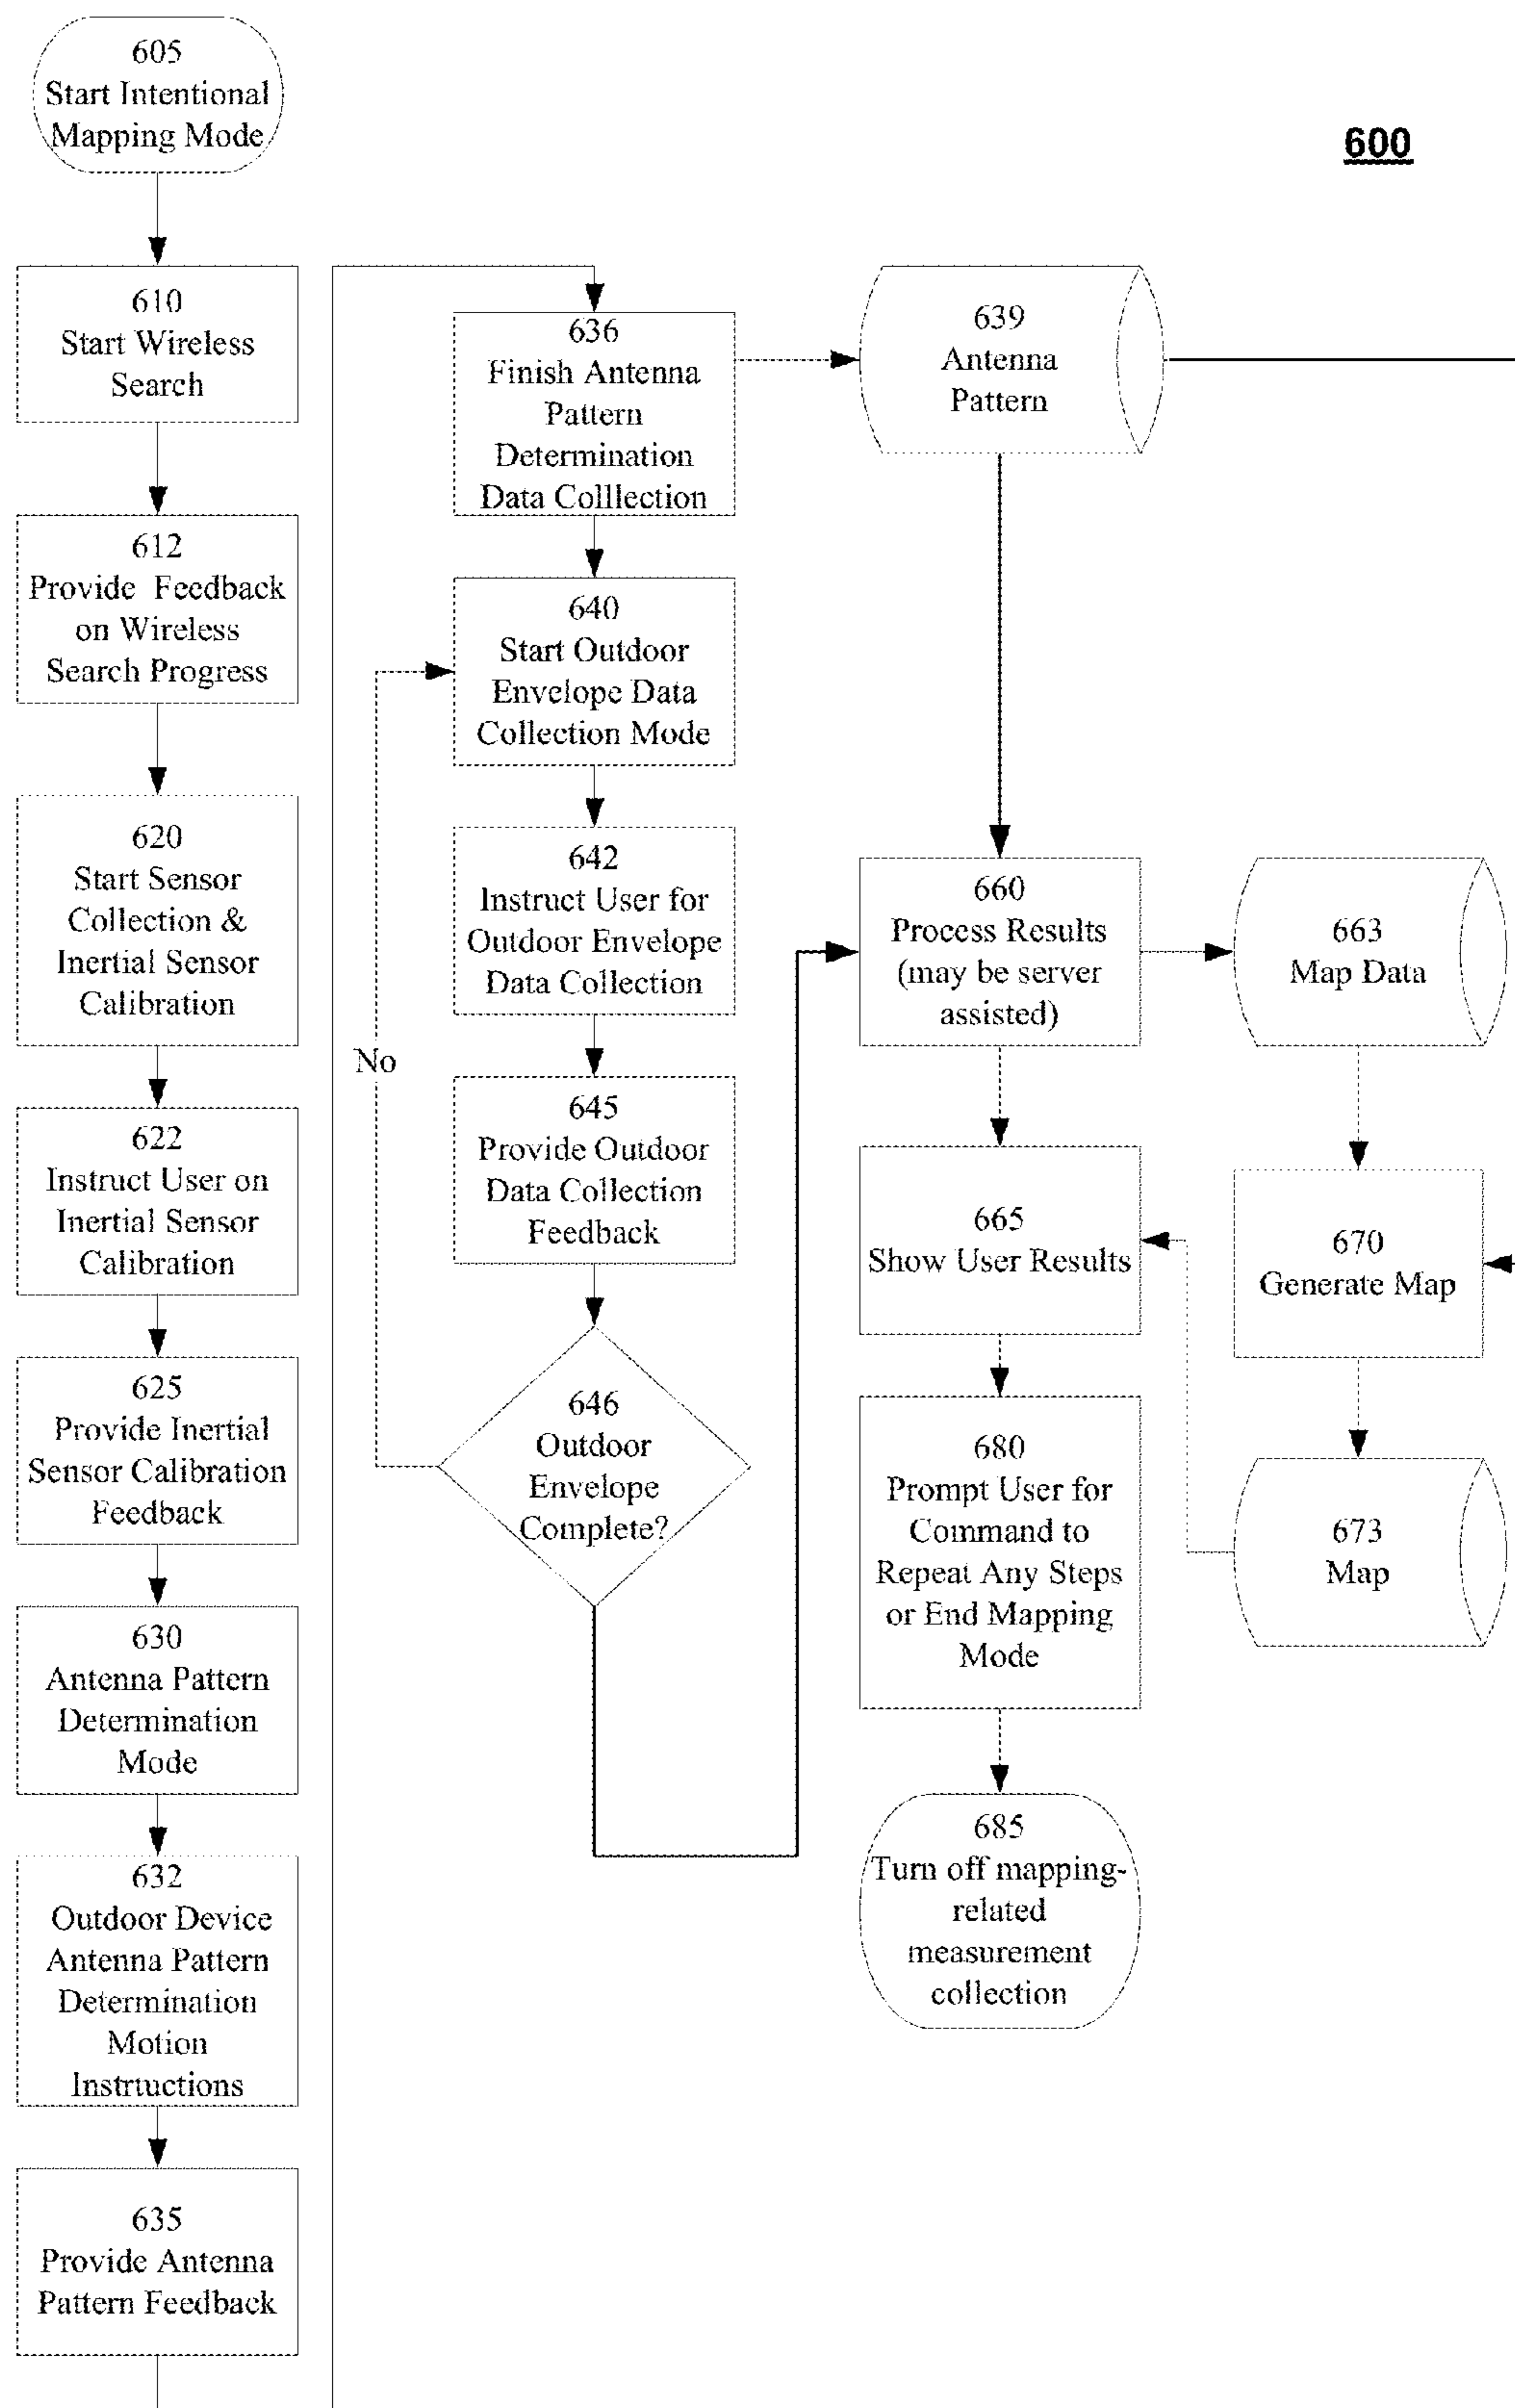 605
Start Intentional
Mapping Mode
600
610
Start Wireless
Search
612
Provide Feedback
on Wireless
Search Progress
620
Start Sensor
Collection &
Inertial Sensor
Calibration
622
Instruct User on
Inertial Sensor
Calibration
625
Provide Inertial
Sensor Calibration
Feedback
630
Antenna Pattern
Determination
Mode
632
Outdoor Device
Antenna Pattern
Determination
Motion
Instrtuctions
635
Provide Antenna
Pattern Feedback
636
Finish Antenna
Pattern
Determination
Data Colllection
640
Start Outdoor
Envelope Data
Collection Mode
642
Instruct User for
Outdoor Envelope
Data Collection
645
Provide Outdoor
Data Collection
Feedback
646
Outdoor
Envelope
Complete?
No
639
Antenna
Pattern
660
Process Results
(may be server
assisted)
663
Map Data
665
Show User Results
670
Generate Map
673
Map
680
Prompt User for
Command to
Repeat Any Steps
or End Mapping
Mode
685
Turn off mapping-
related
measurement
collection